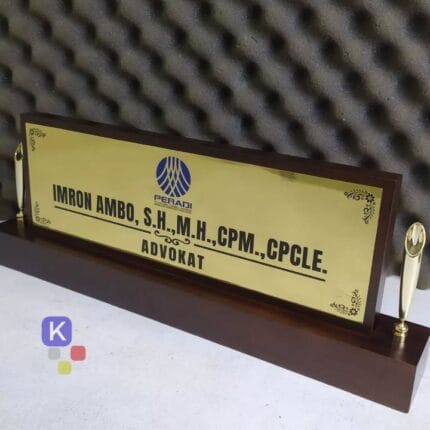 PERADI
IMRON AMBO, S.H.,M.H.,CPM.,CPCLE.
ADVOKAT
K